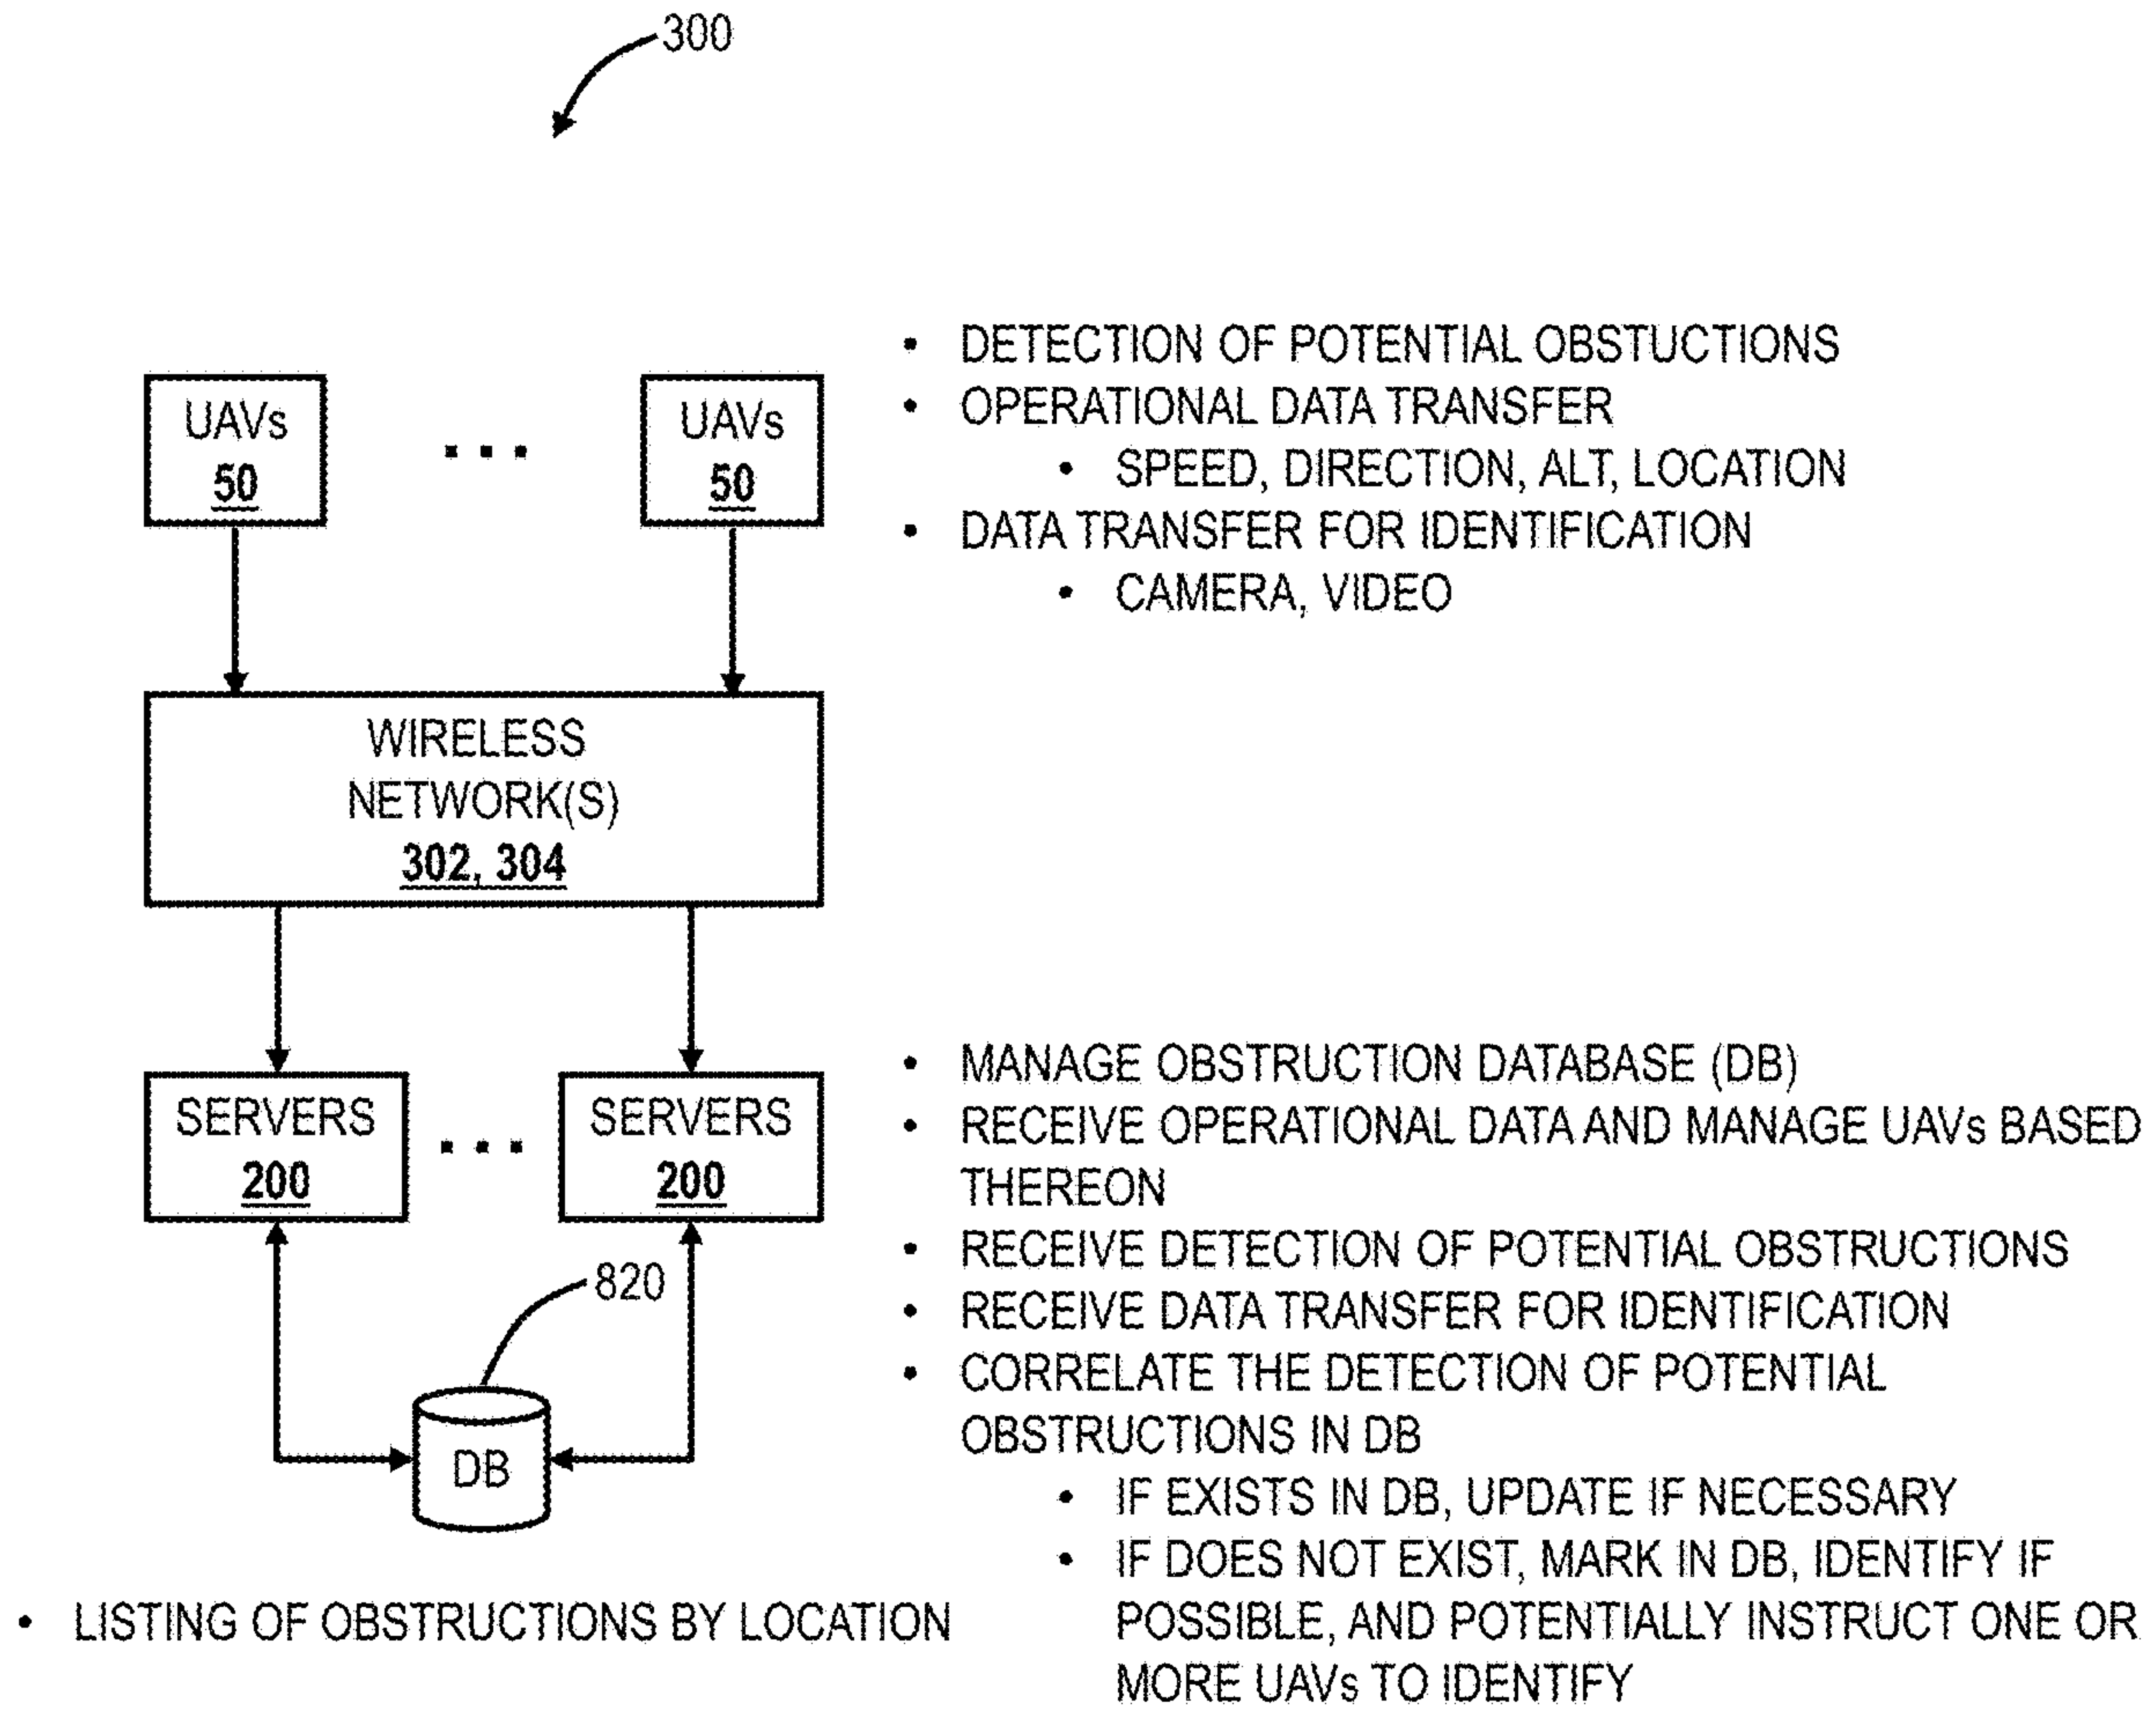 300
UAVs
50
...
UAVs
50
• DETECTION OF POTENTIAL OBSTUCTIONS
• OPERATIONAL DATA TRANSFER
• SPEED, DIRECTION, ALT, LOCATION
• DATA TRANSFER FOR IDENTIFICATION
• CAMERA, VIDEO
WIRELESS
NETWORK(S)
302, 304
SERVERS
200
...
SERVERS
200
820
DB
• LISTING OF OBSTRUCTIONS BY LOCATION
• MANAGE OBSTRUCTION DATABASE (DB)
• RECEIVE OPERATIONAL DATA AND MANAGE UAVs BASED
THEREON
• RECEIVE DETECTION OF POTENTIAL OBSTRUCTIONS
• RECEIVE DATA TRANSFER FOR IDENTIFICATION
• CORRELATE THE DETECTION OF POTENTIAL
OBSTRUCTIONS IN DB
• IF EXISTS IN DB, UPDATE IF NECESSARY
• IF DOES NOT EXIST, MARK IN DB, IDENTIFY IF
POSSIBLE, AND POTENTIALLY INSTRUCT ONE OR
MORE UAVs TO IDENTIFY